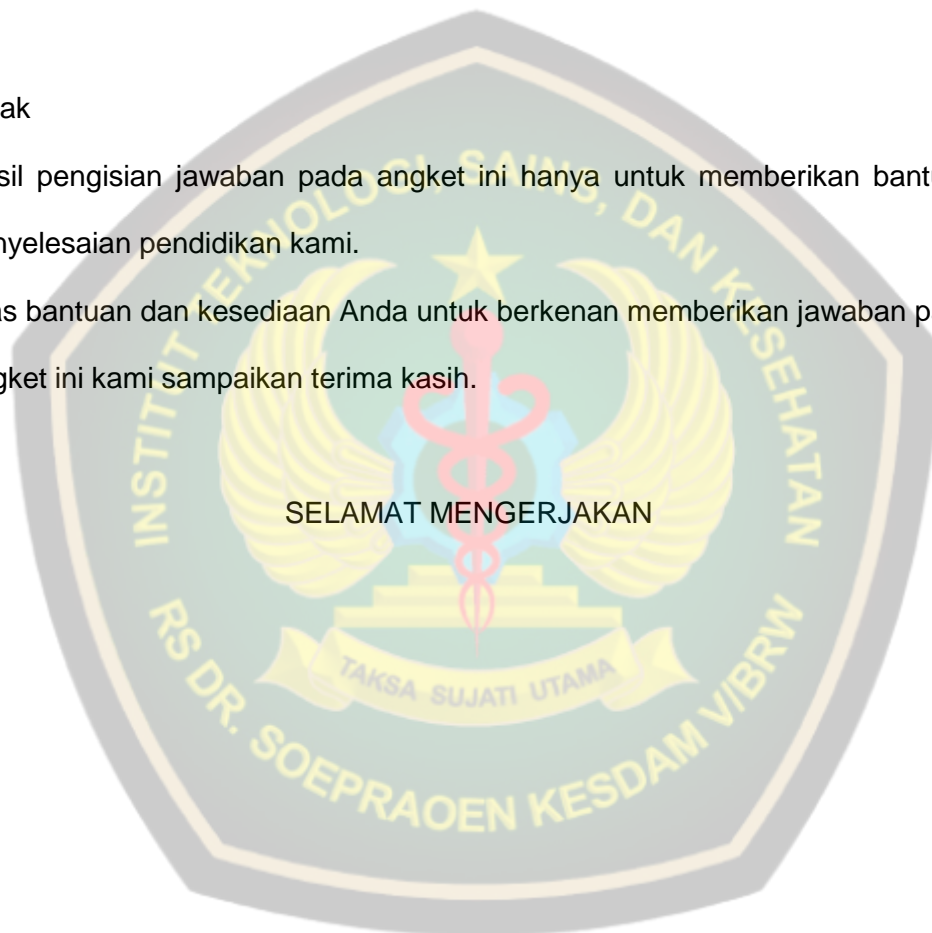 ak
sil pengisian jawaban pada angket ini hanya untuk memberikan bantu
nyelesaian pendidikan kami.
as bantuan dan kesediaan Anda untuk berkenan memberikan jawaban p
gket ini kami sampaikan terima kasih.
SELAMAT MENGERJAKAN
INSTITUT TEKNOLOGI, SAINS, DAN KESEHATAN
TAKSA SUJATI UTAMA
RS DR. SOEPRAOEN KESDAM V/BRW